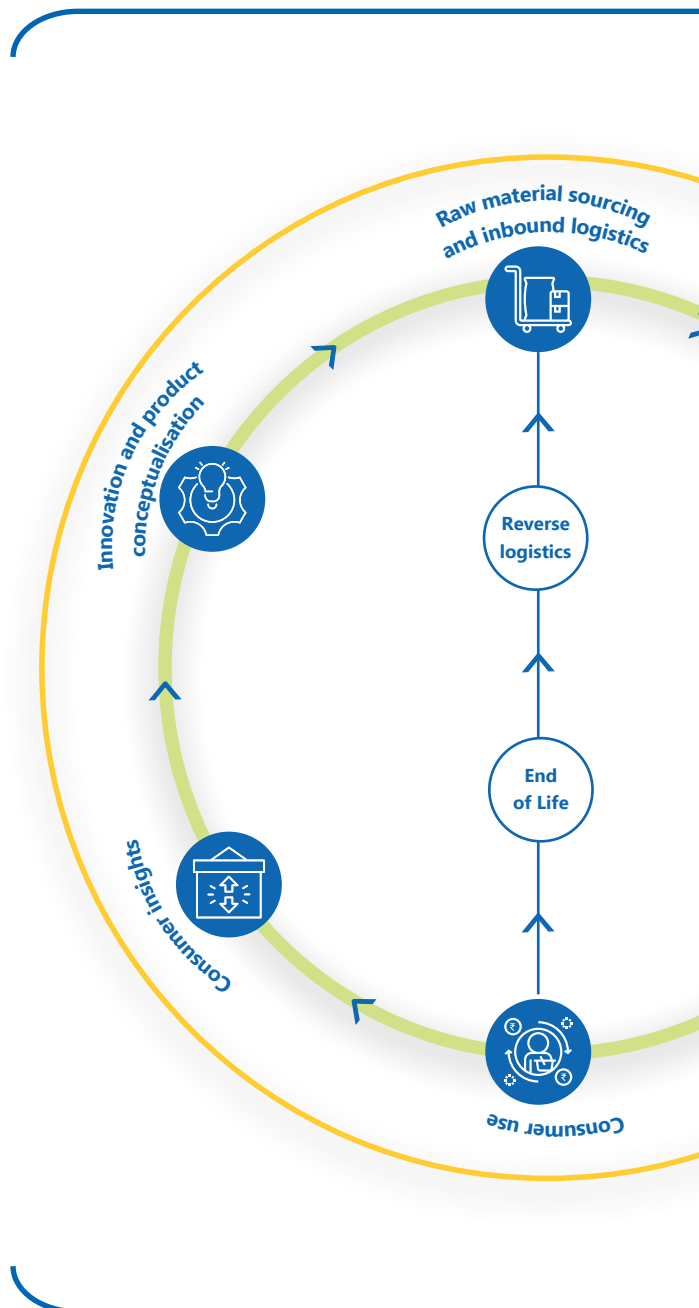 Raw material sourcing
and inbound logistics
Innovation and product
conceptualisation
Reverse
logistics
End
of Life
Consumer insights
₹
₹
Consumer use